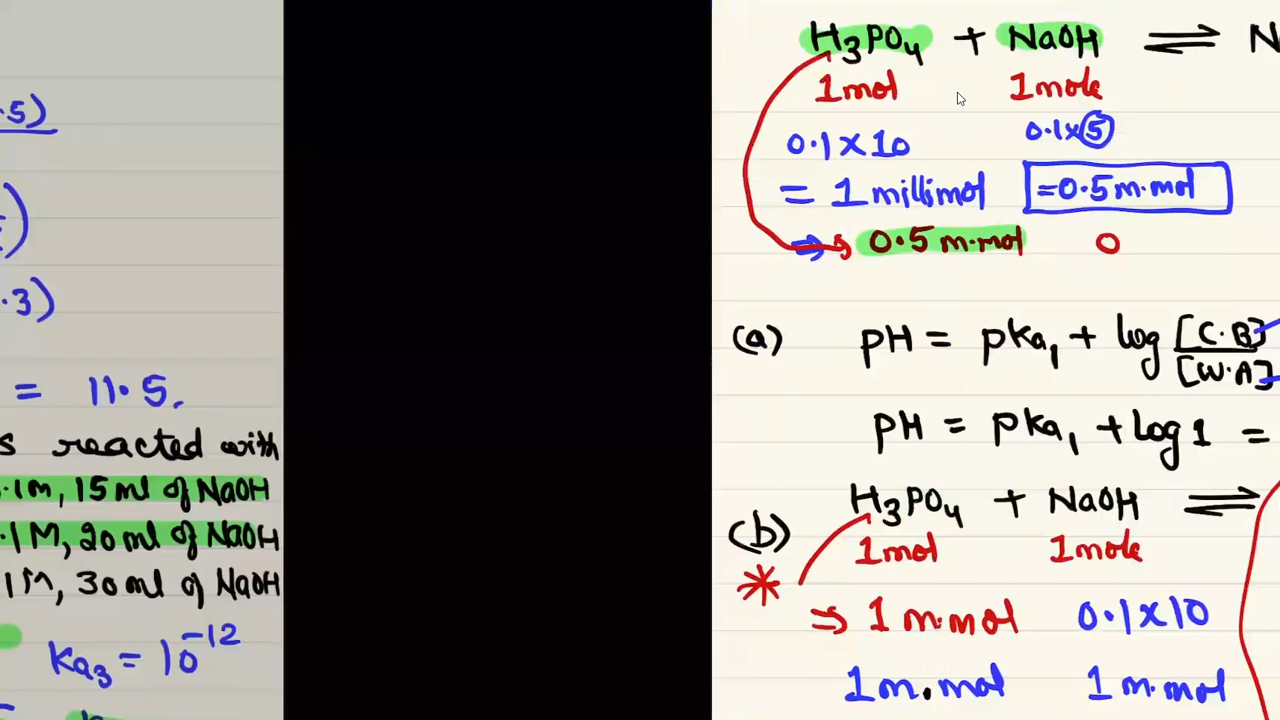 .5)
.3)
= 11.5.
s reacted with
.1m, 15 ml of NaOH
.1M, 20 ml of NaOH
1M, 30 ml of NaOH
Ka3 = 10^-12
H3PO4 + NaOH ⇌ N
1 mol 1 mole
0.1 x 10 0.1x5
= 1 millimol =0.5 m.mol
⇒ 0.5 m.mol 0
(a) pH = pKa1 + log [C.B]/[W.A]
pH = pKa1 + log 1 =
(b) H3PO4 + NaOH ⇌
1 mol 1 mole
⇒ 1 m.mol 0.1 x 10
1 m.mol 1 m.mol